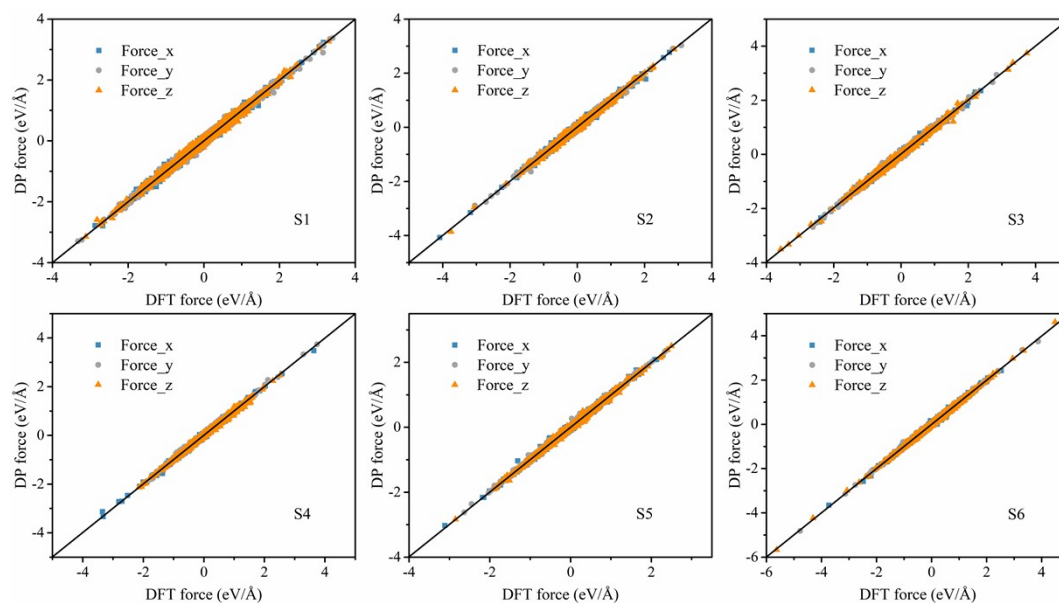 DP force (eV/Å)
4
2
0
-2
-4
Force_x
Force_y
Force_z
S1
-4 -2 0 2 4
DFT force (eV/Å)
DP force (eV/Å)
4
2
0
-2
-4
Force_x
Force_y
Force_z
S2
-4 -2 0 2
DFT force (eV/Å)
DP force (eV/Å)
4
2
0
-2
-4
Force_x
Force_y
Force_z
S3
-4 -2 0 2 4
DFT force (eV/Å)
DP force (eV/Å)
4
2
0
-2
-4
Force_x
Force_y
Force_z
S4
-4 -2 0 2 4
DFT force (eV/Å)
DP force (eV/Å)
2
0
-2
-4
Force_x
Force_y
Force_z
S5
-4 -2 0 2
DFT force (eV/Å)
DP force (eV/Å)
4
2
0
-2
-4
-6
Force_x
Force_y
Force_z
S6
-6 -4 -2 0 2 4
DFT force (eV/Å)